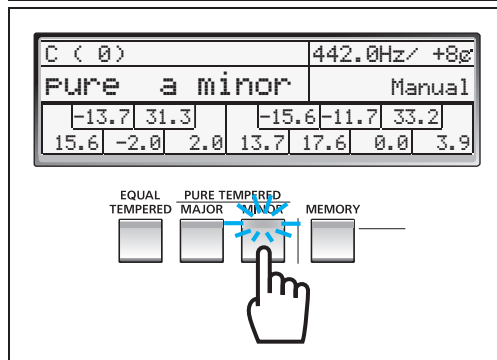 C ( 0)
442.0Hz/ +8¢
Pure a minor
Manual
-13.7 31.3 -15.6 -11.7 33.2
15.6 -2.0 2.0 13.7 17.6 0.0 3.9
EQUAL TEMPERED
PURE TEMPERED
MAJOR MINOR
MEMORY